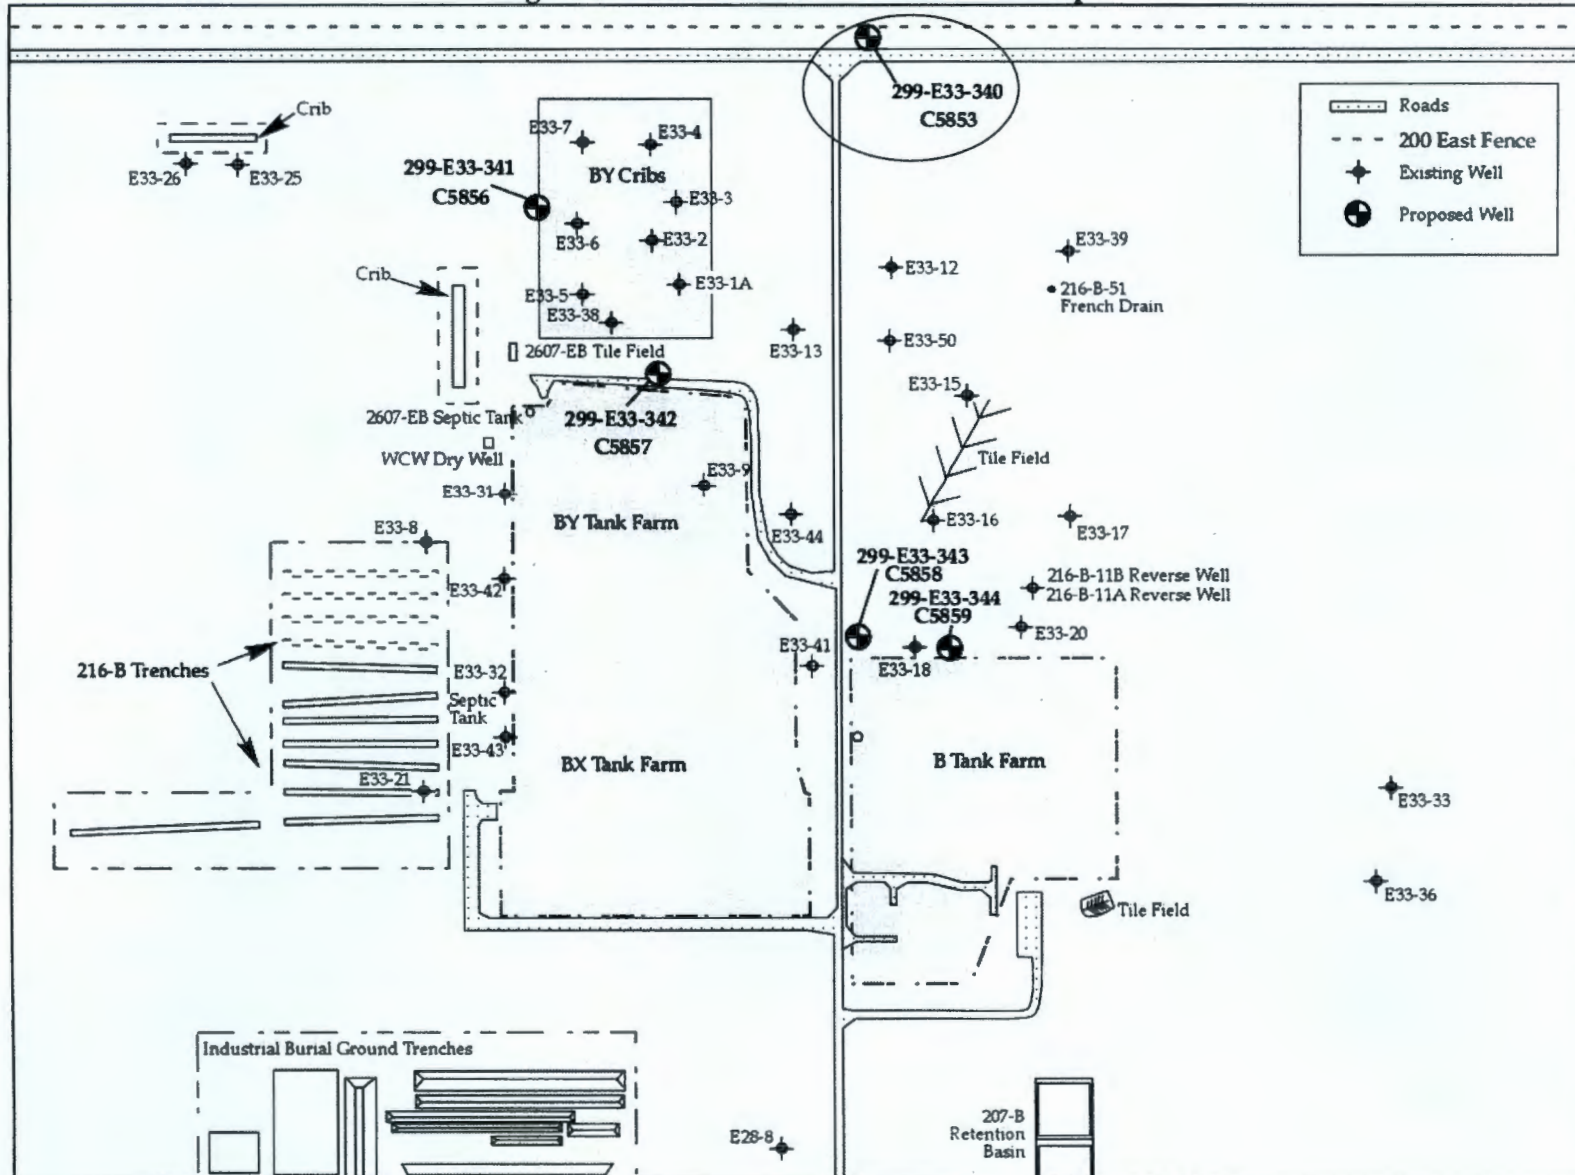 299-E33-340
C5853
Roads
200 East Fence
Existing Well
Proposed Well
Crib
E33-26
E33-25
E33-7
E33-4
299-E33-341
C5856
BY Cribs
E33-3
E33-6
E33-2
E33-39
E33-12
Crib
E33-5
E33-1A
216-B-51
French Drain
E33-38
E33-13
E33-50
2607-EB Tile Field
E33-15
2607-EB Septic Tank
299-E33-342
C5857
WCW Dry Well
Tile Field
E33-9
E33-31
BY Tank Farm
E33-8
E33-44
E33-16
E33-17
299-E33-343
C5858
E33-42
216-B-11B Reverse Well
216-B-11A Reverse Well
299-E33-344
C5859
E33-20
E33-41
E33-18
216-B Trenches
E33-32
Septic
Tank
E33-43
BX Tank Farm
B Tank Farm
E33-21
E33-33
E33-36
Tile Field
Industrial Burial Ground Trenches
E28-8
207-B
Retention
Basin